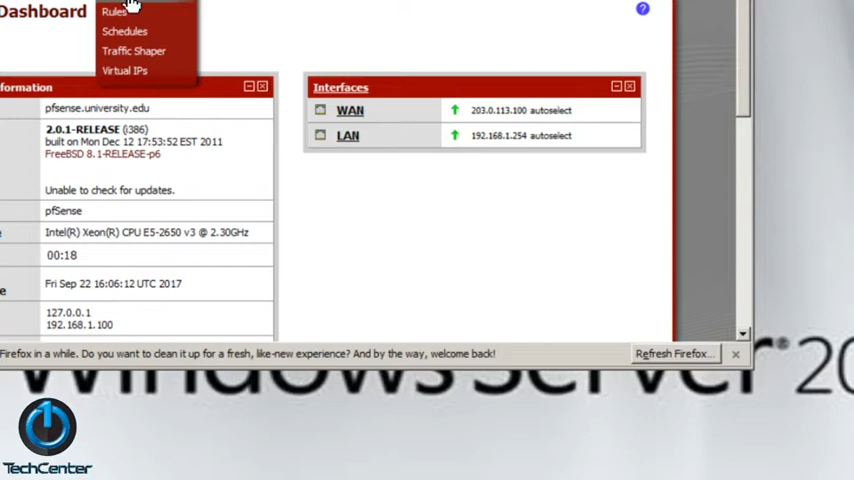 Dashboard
Rules
Schedules
Traffic Shaper
Virtual IPs
nformation
pfsense.university.edu
2.0.1-RELEASE (i386)
built on Mon Dec 12 17:53:52 EST 2011
FreeBSD 8.1-RELEASE-p6
Unable to check for updates.
pfSense
Intel(R) Xeon(R) CPU E5-2650 v3 @ 2.30GHz
e
00:18
Fri Sep 22 16:06:12 UTC 2017
e
127.0.0.1
192.168.1.100
Interfaces
WAN 203.0.113.100 autoselect
LAN 192.168.1.254 autoselect
Firefox in a while. Do you want to clean it up for a fresh, like-new experience? And by the way, welcome back!
Refresh Firefox...
Windows Server® 20
TechCenter